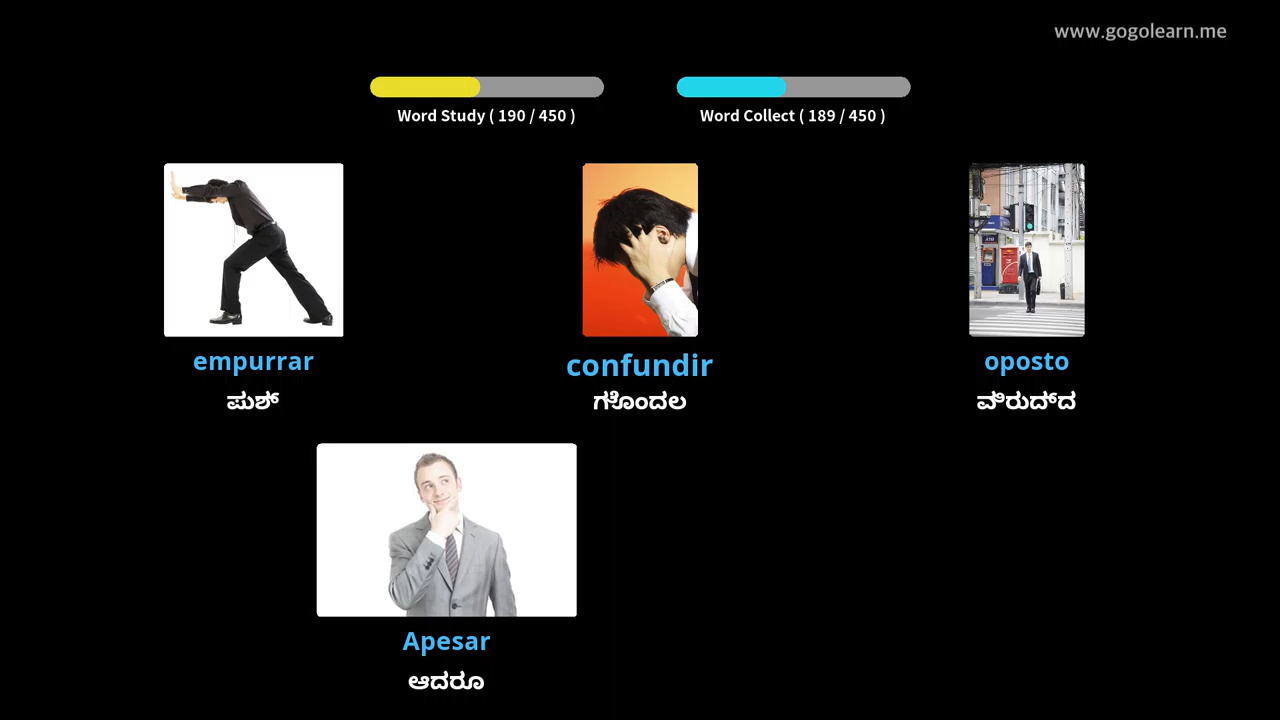 www.gogolearn.me
Word Study ( 190 / 450 )
Word Collect ( 189 / 450 )
empurrar
confundir
oposto
ಪುಶ್
ಗೊಂದಲ
ವಿರುದ್ದ
Apesar
ಆದರೂ